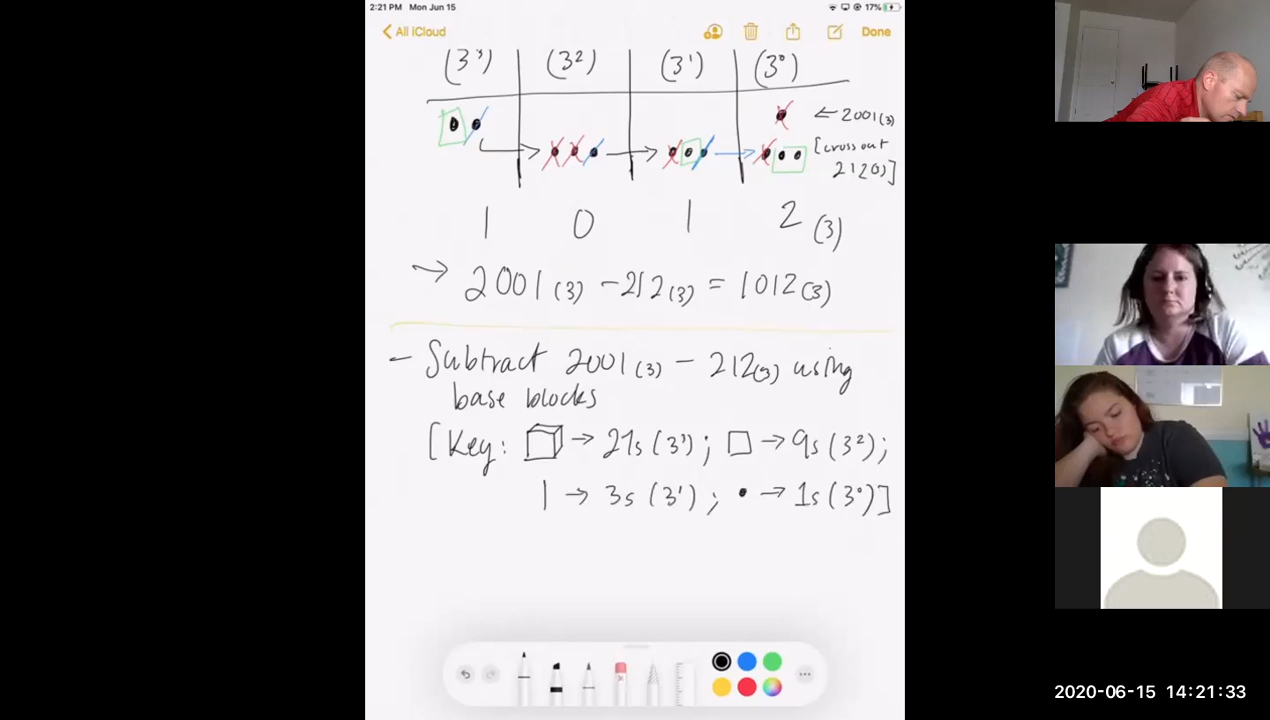 2:21 PM Mon Jun 15
17%
All iCloud
Done
(3³) (3²) (3¹) (3⁰)
← 2001(3)
[cross out
212(3)]
1 0 1 2 (3)
→ 2001(3) - 212(3) = 1012(3)
- Subtract 2001(3) - 212(3) using
base blocks
[Key: → 27s (3³); → 9s (3²);
| → 3s (3¹); • → 1s (3⁰)]
2020-06-15 14:21:33